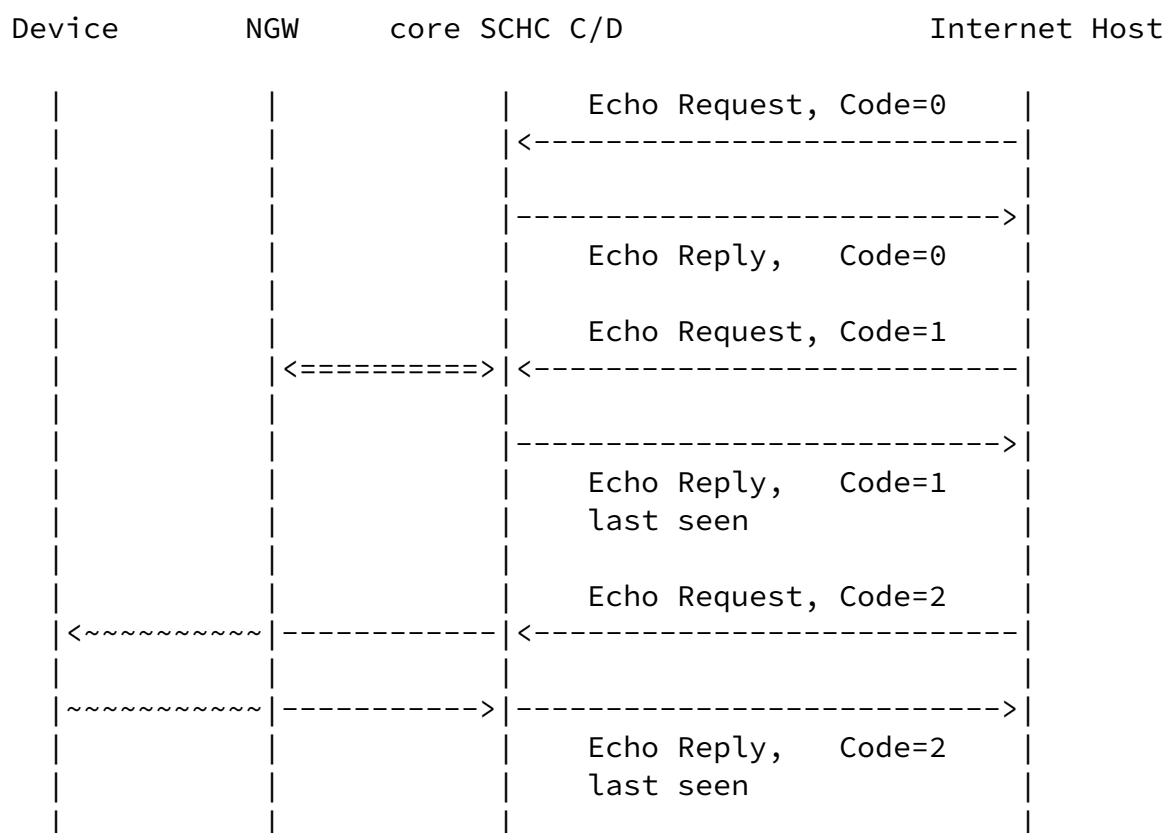 Device NGW core SCHC C/D Internet Host
Echo Request, Code=0
Echo Reply, Code=0
Echo Request, Code=1
<==========>
Echo Reply, Code=1
last seen
Echo Request, Code=2
Echo Reply, Code=2
last seen